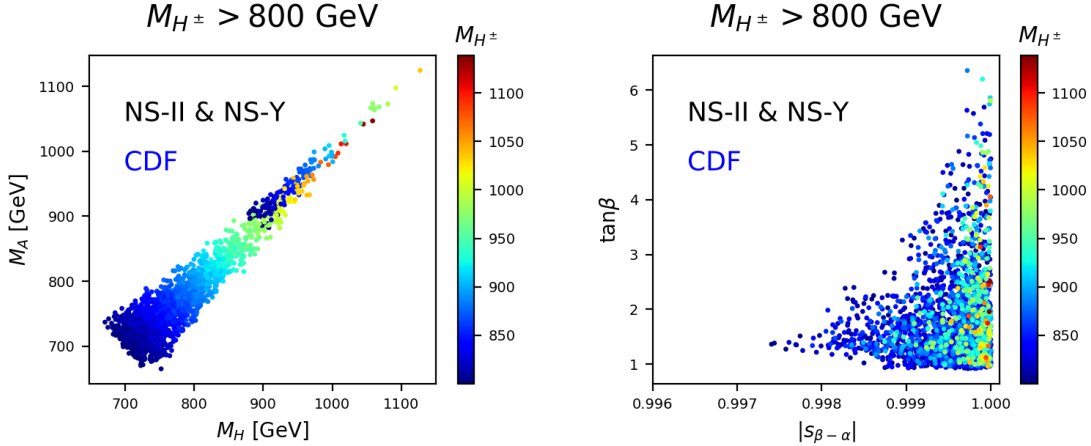 M_{H^±} > 800 GeV
M_{H^±}
NS-II & NS-Y
CDF
1100
1000
900
800
700
M_A [GeV]
700
800
900
1000
1100
M_H [GeV]
1100
1050
1000
950
900
850
M_{H^±} > 800 GeV
M_{H^±}
NS-II & NS-Y
CDF
6
5
4
3
2
1
tanβ
0.996
0.997
0.998
0.999
1.000
|s_{β−α}|
1100
1050
1000
950
900
850